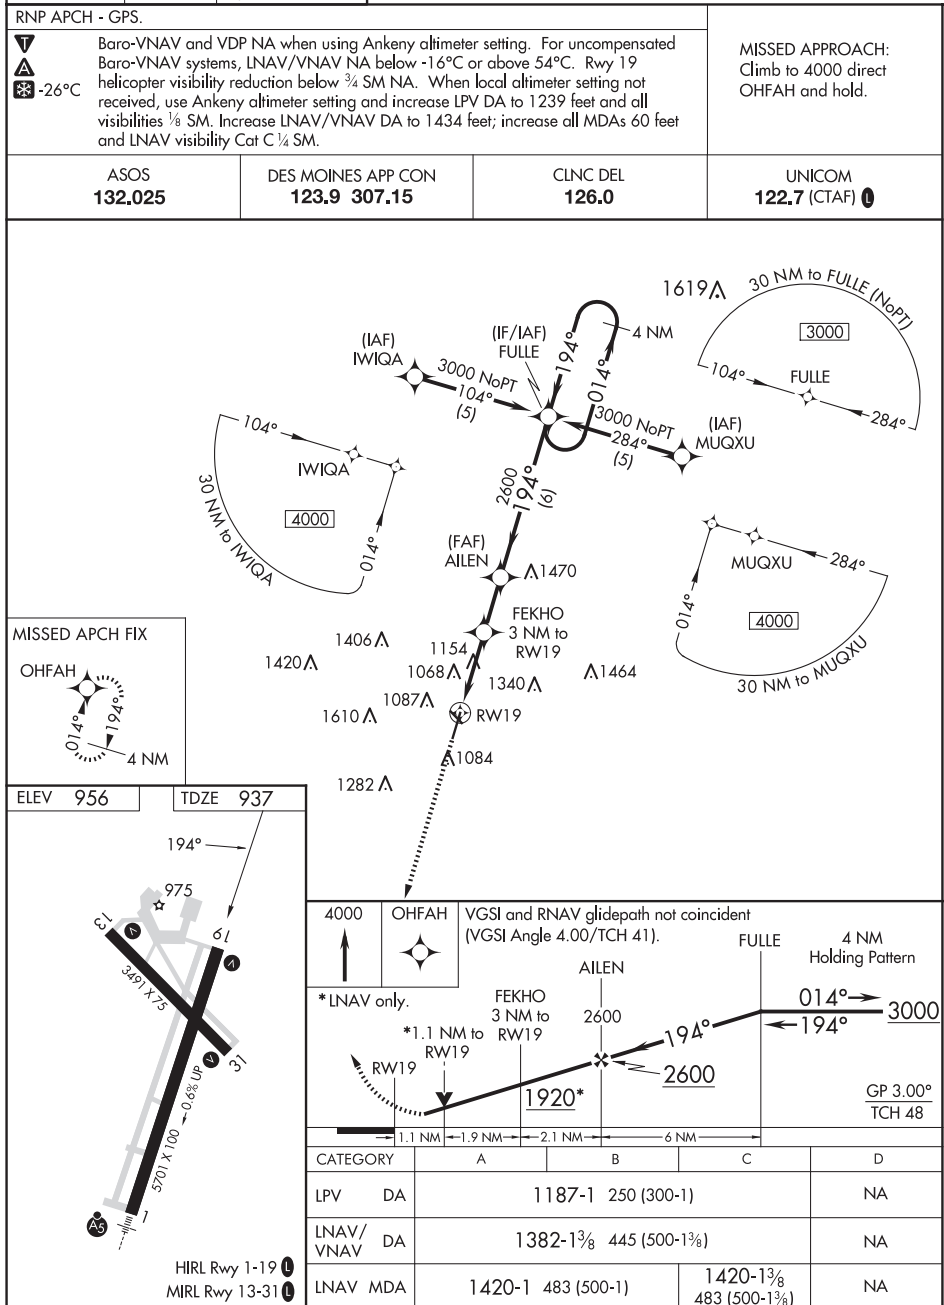 RNP APCH - GPS.
T
A
-26°C
Baro-VNAV and VDP NA when using Ankeny altimeter setting. For uncompensated
Baro-VNAV systems, LNAV/VNAV NA below -16°C or above 54°C. Rwy 19
helicopter visibility reduction below ¾ SM NA. When local altimeter setting not
received, use Ankeny altimeter setting and increase LPV DA to 1239 feet and all
visibilities ⅛ SM. Increase LNAV/VNAV DA to 1434 feet; increase all MDAs 60 feet
and LNAV visibility Cat C ¼ SM.
MISSED APPROACH:
Climb to 4000 direct
OHFAH and hold.
ASOS
132.025
DES MOINES APP CON
123.9 307.15
CLNC DEL
126.0
UNICOM
122.7 (CTAF) L
1619
30 NM to FULLE (NoPT)
3000
104°
FULLE
284°
4 NM
194°
014°
(IF/IAF)
FULLE
(IAF)
IWIQA
3000 NoPT
104°
(5)
3000 NoPT
284°
(5)
(IAF)
MUQXU
104°
IWIQA
4000
014°
30 NM to IWIQA
2600
194°
(6)
(FAF)
AILEN
1470
MUQXU
284°
014°
4000
30 NM to MUQXU
FEKHO
3 NM to
RW19
1406
1420
1154
1068
1340
1464
1087
1610
RW19
1084
1282
MISSED APCH FIX
OHFAH
014°
194°
4 NM
ELEV 956
TDZE 937
194°
975
13
19
3491 X 75
31
0.6% UP
5701 X 100
1
V
V
V
A5
HIRL Rwy 1-19 L
MIRL Rwy 13-31 L
4000
OHFAH
VGSI and RNAV glidepath not coincident
(VGSI Angle 4.00/TCH 41).
*LNAV only.
FULLE
4 NM
Holding Pattern
AILEN
FEKHO
3 NM to
RW19
2600
014°
194°
3000
*1.1 NM to
RW19
194°
RW19
2600
1920*
GP 3.00°
TCH 48
1.1 NM
1.9 NM
2.1 NM
6 NM
CATEGORY A B C D
LPV DA 1187-1 250 (300-1) NA
LNAV/
VNAV DA 1382-1⅜ 445 (500-1⅜) NA
LNAV MDA 1420-1 483 (500-1) 1420-1⅜
483 (500-1⅜) NA